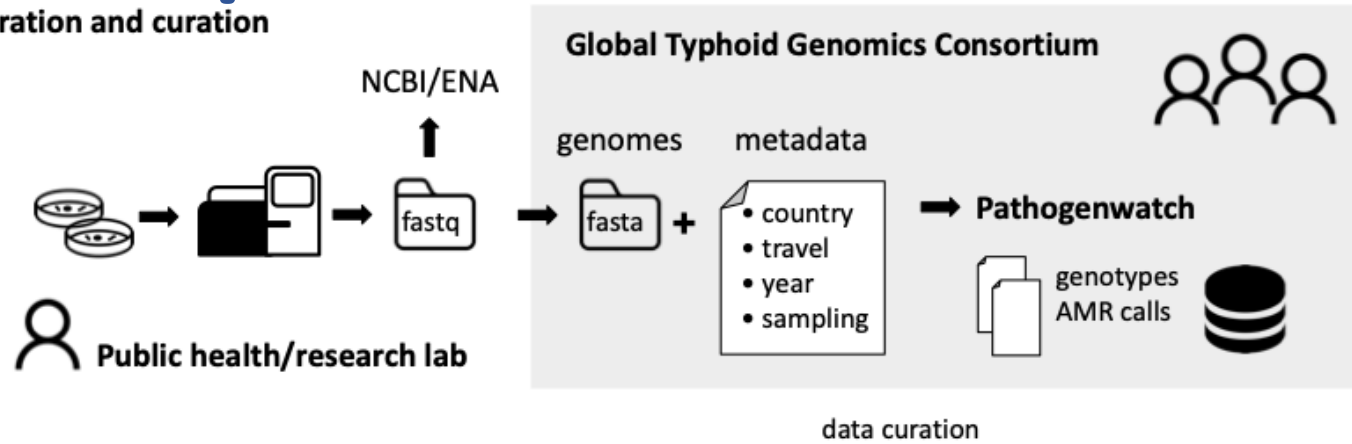 ration and curation
Global Typhoid Genomics Consortium
NCBI/ENA
genomes
metadata
fastq
fasta
+
• country
• travel
• year
• sampling
Pathogenwatch
genotypes
AMR calls
Public health/research lab
data curation